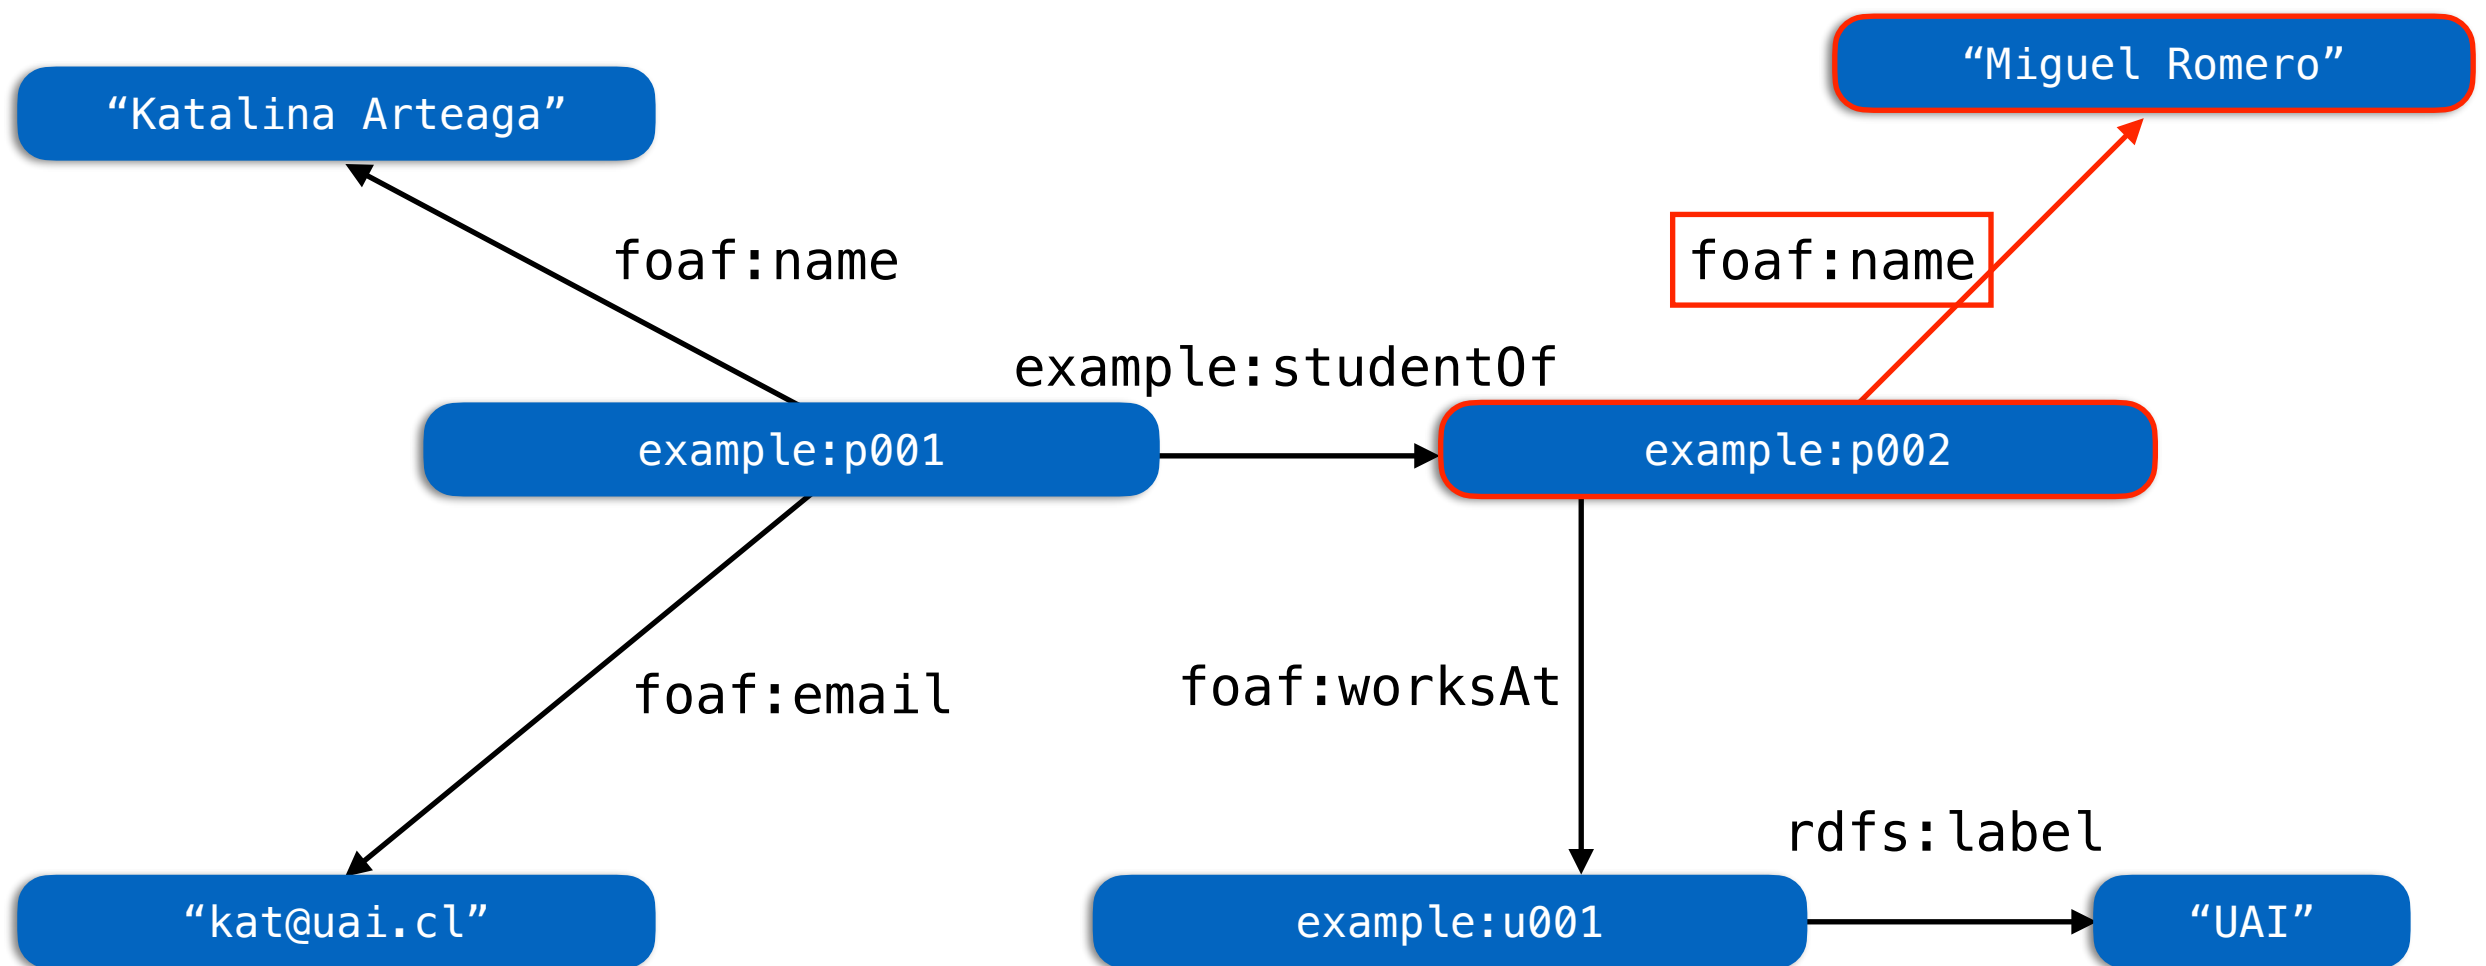 “Miguel Romero”
“Katalina Arteaga”
foaf:name
foaf:name
example:studentOf
example:p001
example:p002
foaf:email
foaf:worksAt
rdfs:label
“kat@uai.cl”
example:u001
“UAI”